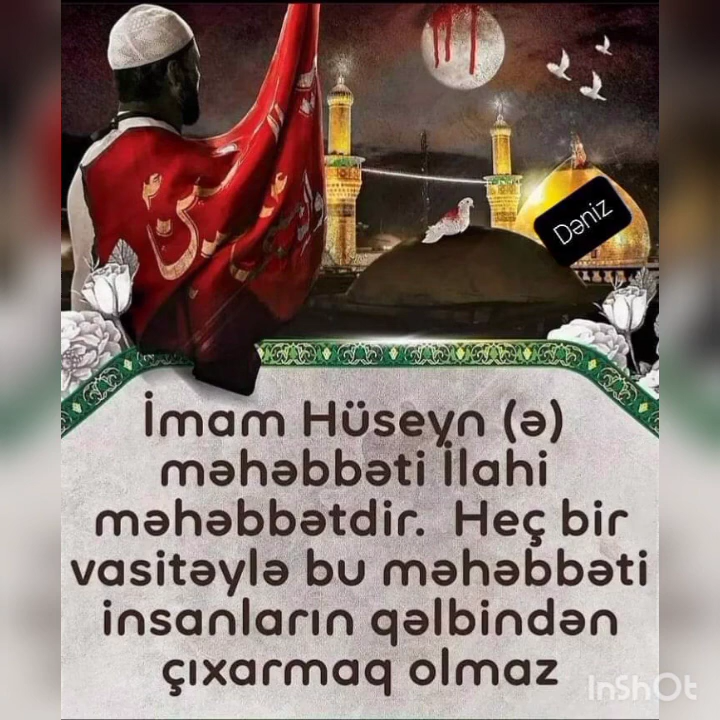 Dəniz
İmam Hüseyn (ə)
məhəbbəti İlahi
məhəbbətdir. Heç bir
vasitəylə bu məhəbbəti
insanların qəlbindən
çıxarmaq olmaz
InShOt